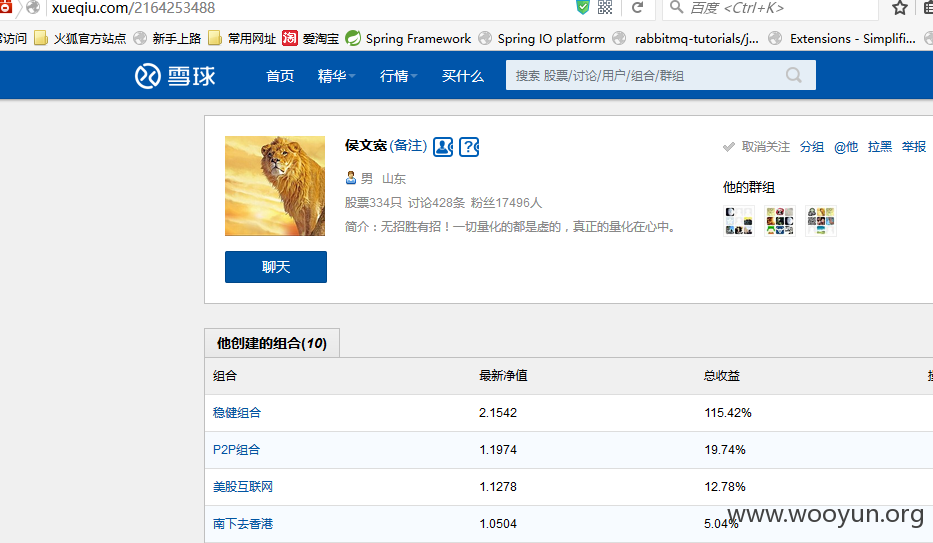 xueqiu.com/2164253488
百度 <Ctrl+K>
访问 火狐官方站点 新手上路 常用网址 淘 爱淘宝 Spring Framework Spring IO platform rabbitmq-tutorials/j... Extensions - Simplifi...
雪球 首页 精华 行情 买什么 搜索 股票/讨论/用户/组合/群组
侯文宽 (备注)
取消关注 分组 @他 拉黑 举报
男 山东
他的群组
股票334只 讨论428条 粉丝17496人
简介：无招胜有招！一切量化的都是虚的，真正的量化在心中。
聊天
他创建的组合(10)
组合 最新净值 总收益
稳健组合 2.1542 115.42%
P2P组合 1.1974 19.74%
美股互联网 1.1278 12.78%
南下去香港 1.0504 5.04%
www.wooyun.org